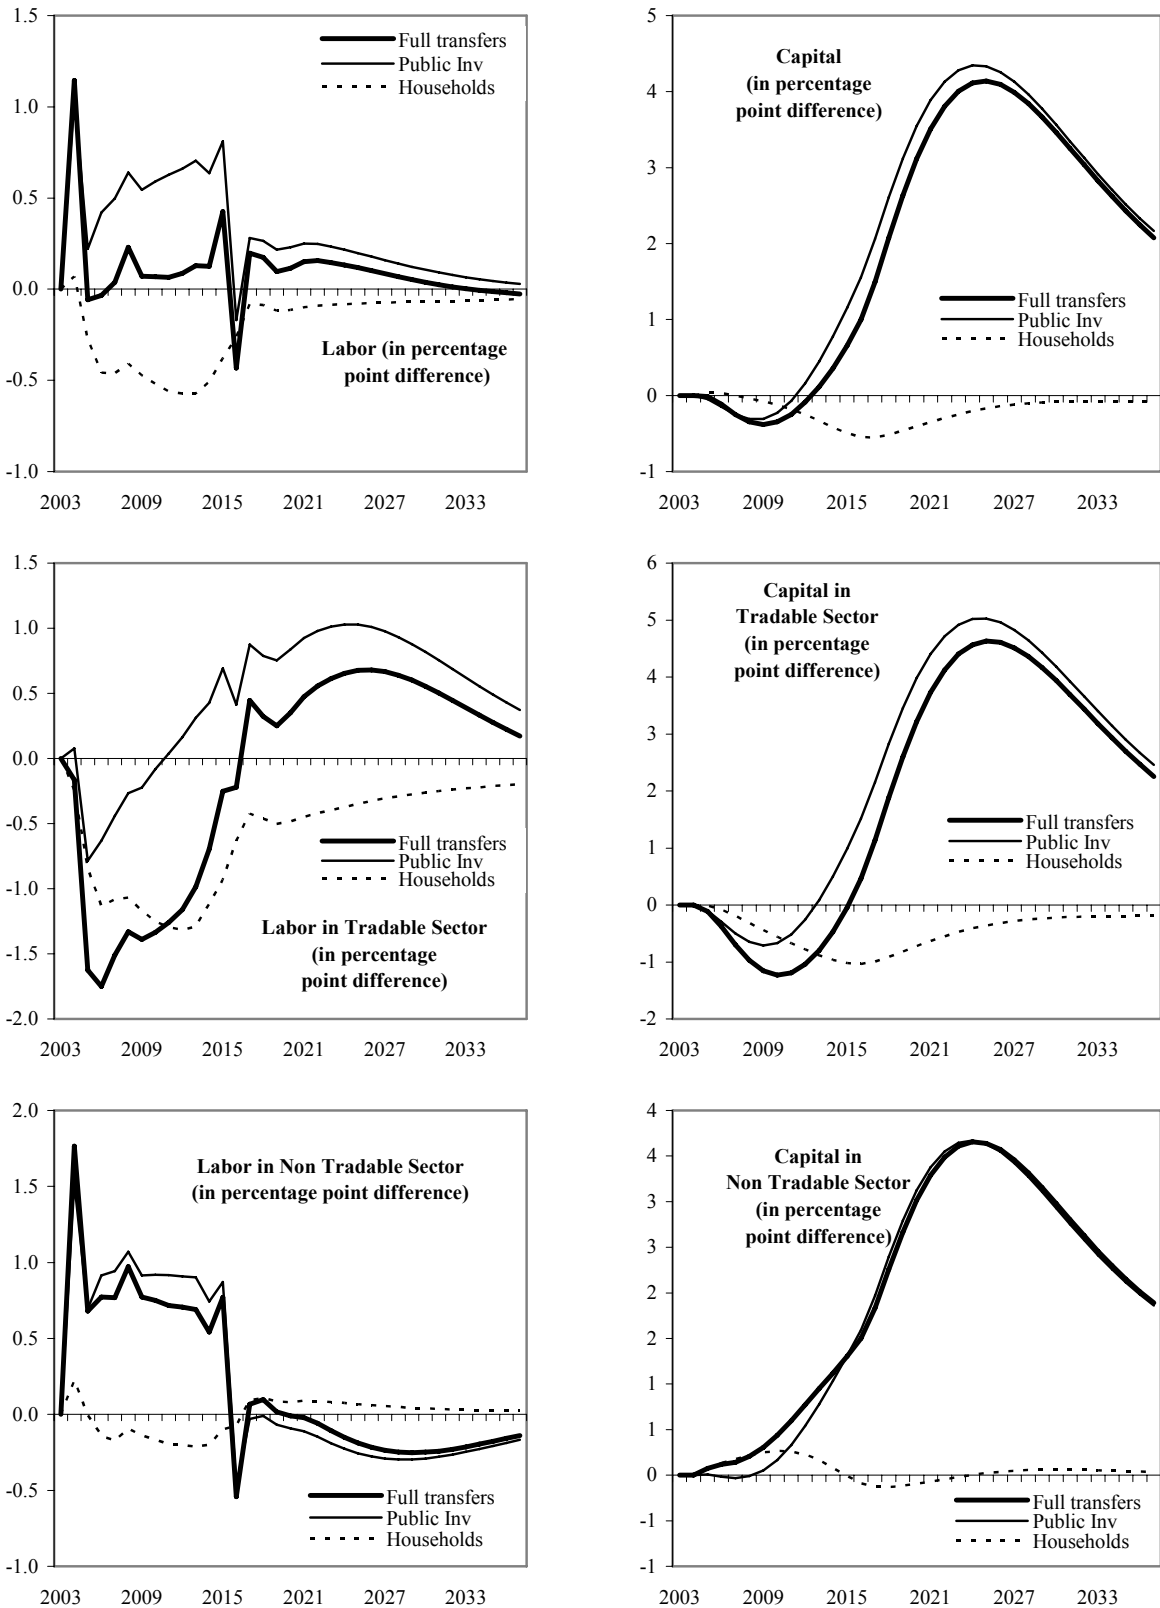 1.5
1.0
0.5
0.0
-0.5
-1.0
Full transfers
Public Inv
Households
Labor (in percentage
point difference)
2003 2009 2015 2021 2027 2033
5
4
4
3
3
2
2
1
1
0
-1
Capital
(in percentage
point difference)
Full transfers
Public Inv
Households
2003 2009 2015 2021 2027 2033
1.5
1.0
0.5
0.0
-0.5
-1.0
-1.5
-2.0
Full transfers
Public Inv
Households
Labor in Tradable Sector
(in percentage
point difference)
2003 2009 2015 2021 2027 2033
6
5
4
3
2
1
0
-1
-2
Capital in
Tradable Sector
(in percentage
point difference)
Full transfers
Public Inv
Households
2003 2009 2015 2021 2027 2033
2.0
1.5
1.0
0.5
0.0
-0.5
-1.0
Labor in Non Tradable Sector
(in percentage point difference)
Full transfers
Public Inv
Households
2003 2009 2015 2021 2027 2033
4
4
3
3
2
2
1
1
0
-1
-1
Capital in
Non Tradable Sector
(in percentage
point difference)
Full transfers
Public Inv
Households
2003 2009 2015 2021 2027 2033